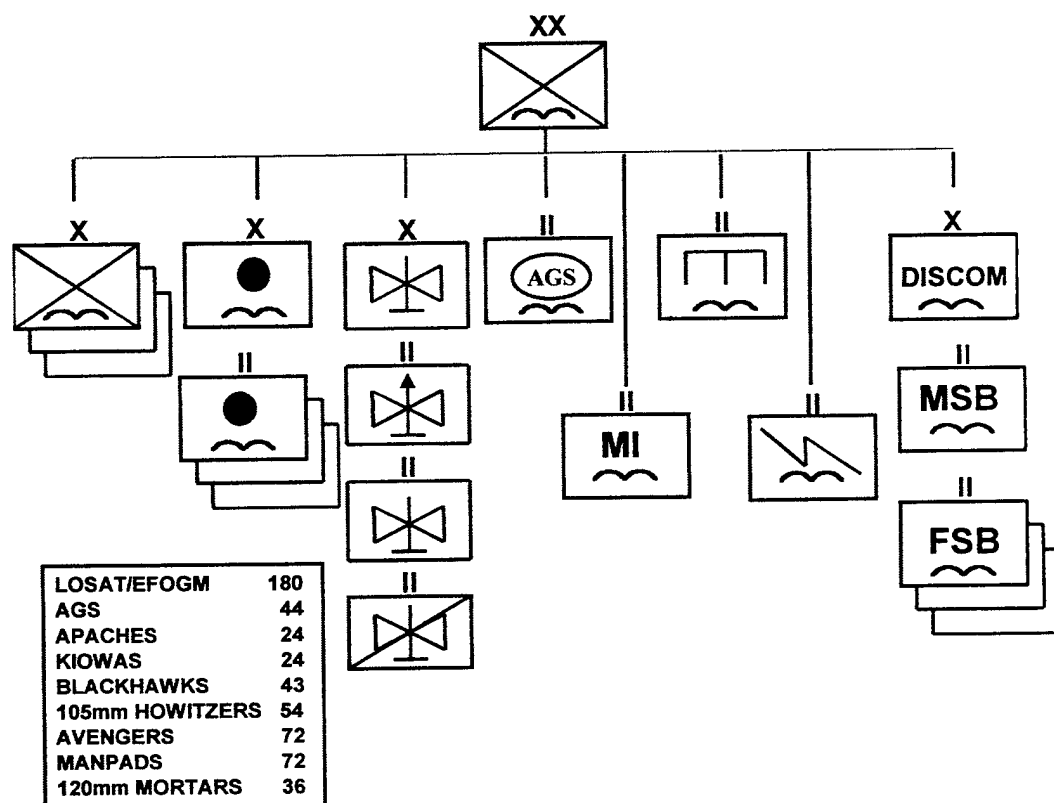 XX
X
X
X
II
II
X
AGS
DISCOM
II
II
II
II
II
MSB
MI
II
II
FSB
II
LOSAT/EFOGM 180
AGS 44
APACHES 24
KIOWAS 24
BLACKHAWKS 43
105mm HOWITZERS 54
AVENGERS 72
MANPADS 72
120mm MORTARS 36